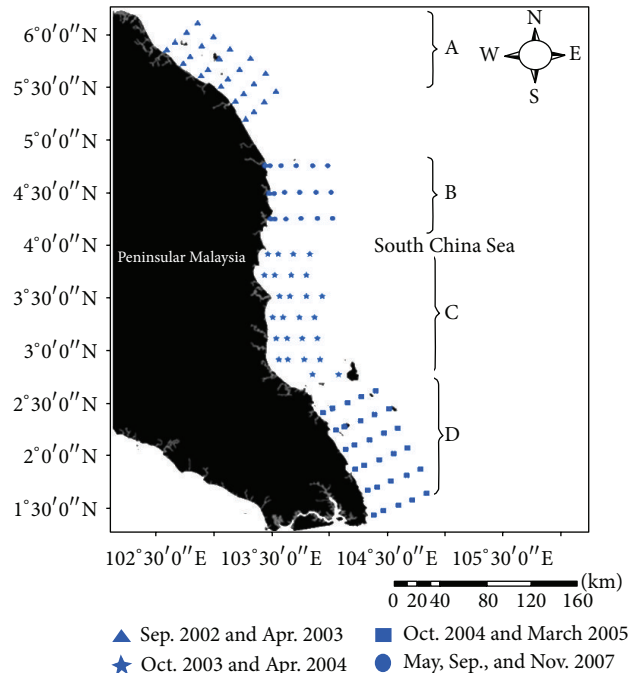 6°0′0″N
5°30′0″N
5°0′0″N
4°30′0″N
4°0′0″N
3°30′0″N
3°0′0″N
2°30′0″N
2°0′0″N
1°30′0″N
A
B
C
D
N
W
E
S
Peninsular Malaysia
South China Sea
102°30′0″E
103°30′0″E
104°30′0″E
105°30′0″E
(km)
0 20 40 80 120 160
Sep. 2002 and Apr. 2003
Oct. 2004 and March 2005
Oct. 2003 and Apr. 2004
May, Sep., and Nov. 2007